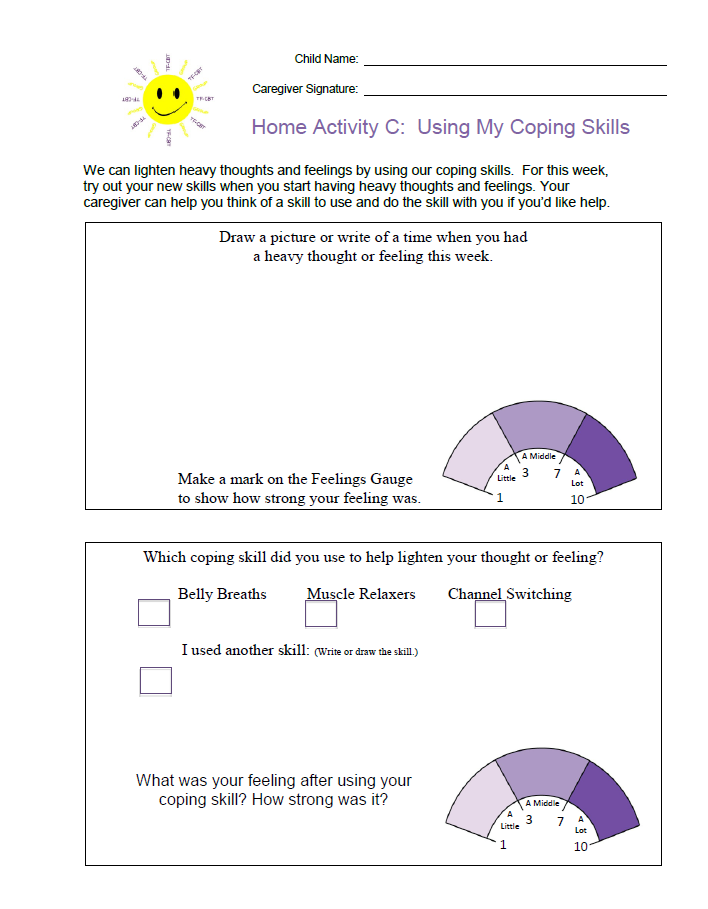 Child Name:
Caregiver Signature:
TF-CBT
TF-CBT
TF-CBT
TF-CBT
TF-CBT
TF-CBT
TF-CBT
TF-CBT
Home Activity C: Using My Coping Skills
We can lighten heavy thoughts and feelings by using our coping skills. For this week,
try out your new skills when you start having heavy thoughts and feelings. Your
caregiver can help you think of a skill to use and do the skill with you if you'd like help.
Draw a picture or write of a time when you had
a heavy thought or feeling this week.
Make a mark on the Feelings Gauge
to show how strong your feeling was.
A Middle
A
Little
3
7
A
Lot
1
10
Which coping skill did you use to help lighten your thought or feeling?
Belly Breaths Muscle Relaxers Channel Switching
I used another skill: (Write or draw the skill.)
What was your feeling after using your
coping skill? How strong was it?
A Middle
A
Little
3
7
A
Lot
1
10